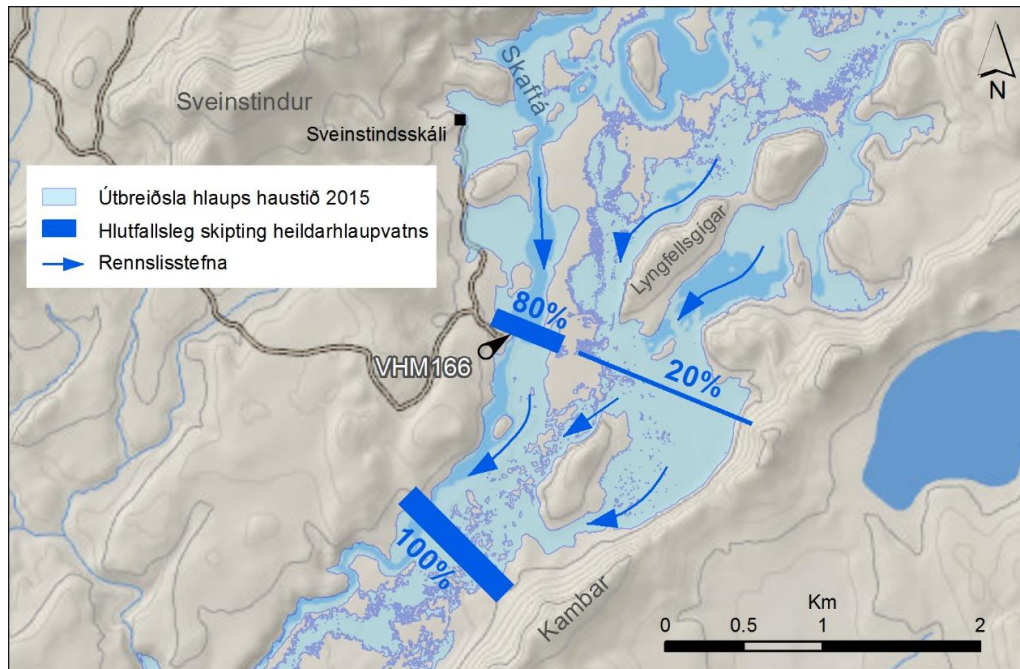 Skaftá
N
Sveinstindur
Sveinstindsskáli
Útbreiðsla hlaups haustið 2015
Hlutfallsleg skipting heildarhlaupvatns
Rennslisstefna
Lyngfellsgígar
80%
VHM166
20%
100%
Kambar
Km
0 0.5 1 2